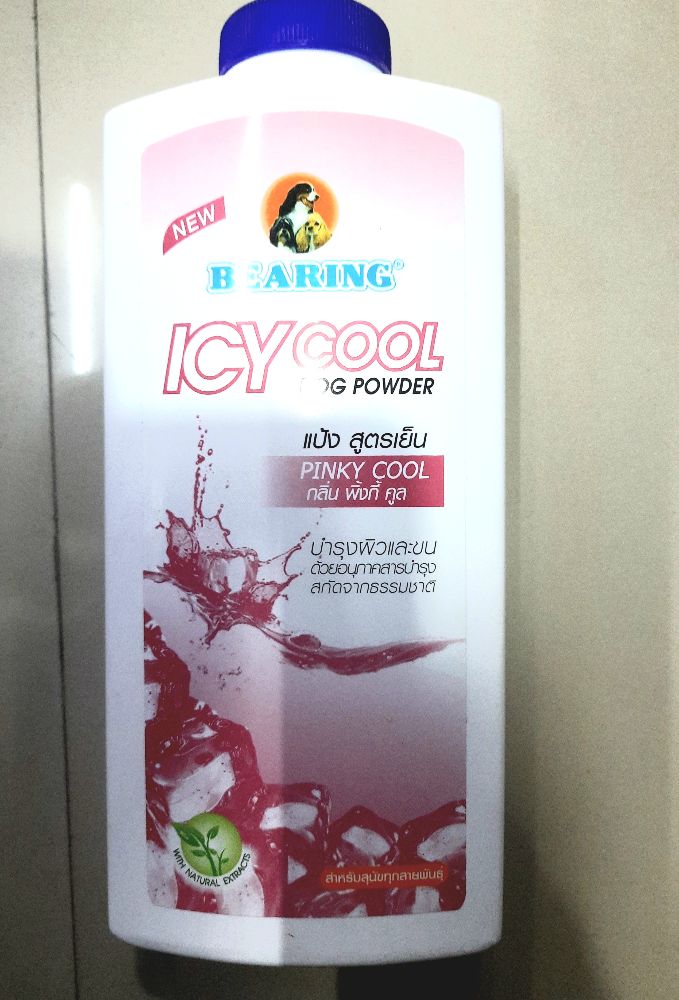 NEW
BEARING®
ICY COOL
DOG POWDER
แป้ง สูตรเย็น
PINKY COOL
กลิ่น พิ้งกี้ คูล
บำรุงผิวและขน
ด้วยอนุภาคสารบำรุง
สกัดจากธรรมชาติ
WITH NATURAL EXTRACTS
สำหรับสุนัขทุกสายพันธุ์